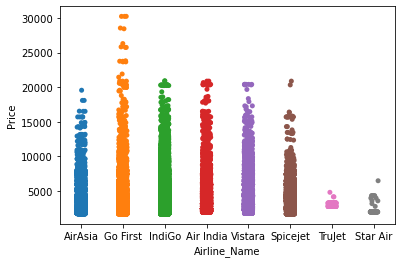 30000
25000
20000
15000
10000
5000
Price
AirAsia Go First IndiGo Air India Vistara Spicejet TruJet Star Air
Airline_Name